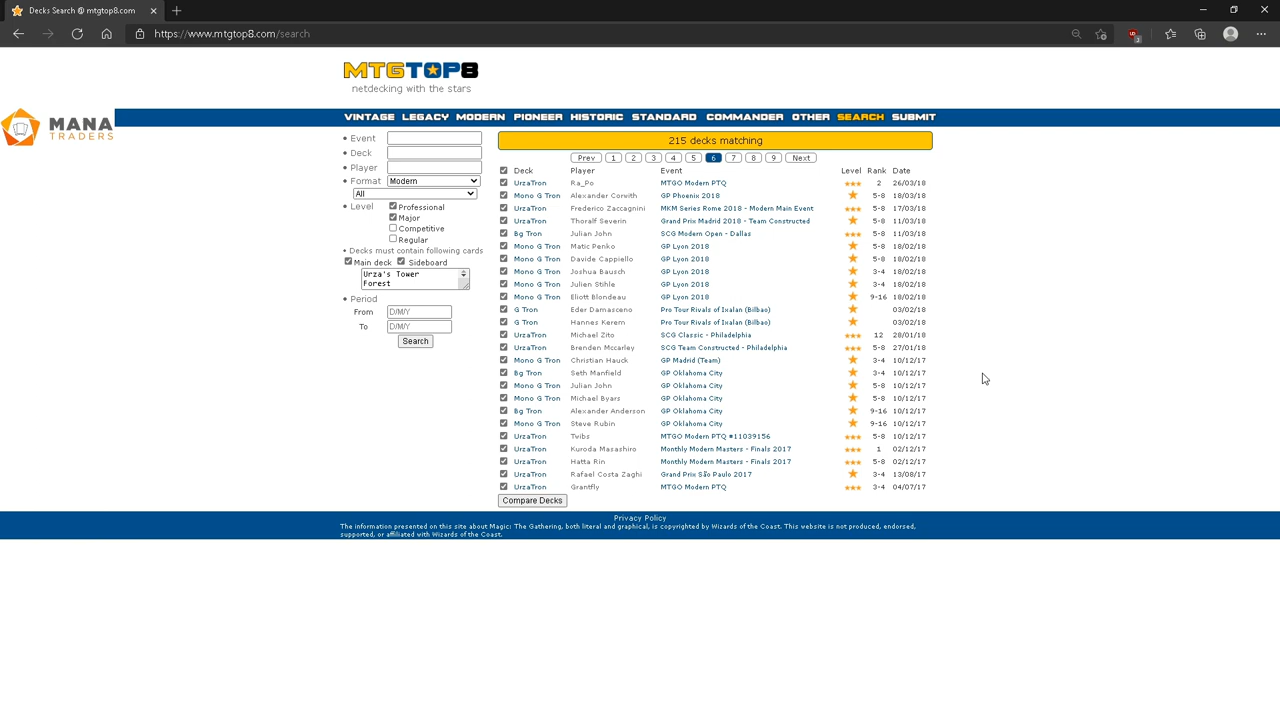 Decks Search @ mtgtop8.com
https://www.mtgtop8.com/search
3
MTGTOP8
netdecking with the stars
MANA
TRADERS
VINTAGE LEGACY MODERN PIONEER HISTORIC STANDARD COMMANDER OTHER SEARCH SUBMIT
Event
Deck
Player
Format Modern
All
Level Professional
Major
Competitive
Regular
Decks must contain following cards
Main deck Sideboard
Urza's Tower
Forest
Period
From D/M/Y
To D/M/Y
Search
215 decks matching
Prev 1 2 3 4 5 6 7 8 9 Next
Deck Player Event Level Rank Date
UrzaTron Ra_Po MTGO Modern PTQ 2 26/03/18
Mono G Tron Alexander Corwith GP Phoenix 2018 5-8 18/03/18
UrzaTron Frederico Zaccagnini MKM Series Rome 2018 - Modern Main Event 5-8 17/03/18
UrzaTron Thoralf Severin Grand Prix Madrid 2018 - Team Constructed 5-8 11/03/18
Bg Tron Julian John SCG Modern Open - Dallas 5-8 11/03/18
Mono G Tron Matic Penko GP Lyon 2018 5-8 18/02/18
Mono G Tron Davide Cappiello GP Lyon 2018 5-8 18/02/18
Mono G Tron Joshua Bausch GP Lyon 2018 3-4 18/02/18
Mono G Tron Julien Stihle GP Lyon 2018 3-4 18/02/18
Mono G Tron Eliott Blondeau GP Lyon 2018 9-16 18/02/18
G Tron Eder Damasceno Pro Tour Rivals of Ixalan (Bilbao) 03/02/18
G Tron Hannes Kerem Pro Tour Rivals of Ixalan (Bilbao) 03/02/18
UrzaTron Michael Zito SCG Classic - Philadelphia 12 28/01/18
UrzaTron Brenden Mccarley SCG Team Constructed - Philadelphia 5-8 27/01/18
Mono G Tron Christian Hauck GP Madrid (Team) 3-4 10/12/17
Bg Tron Seth Manfield GP Oklahoma City 3-4 10/12/17
Mono G Tron Julian John GP Oklahoma City 5-8 10/12/17
Mono G Tron Michael Byars GP Oklahoma City 5-8 10/12/17
Bg Tron Alexander Anderson GP Oklahoma City 9-16 10/12/17
Mono G Tron Steve Rubin GP Oklahoma City 9-16 10/12/17
UrzaTron Twibs MTGO Modern PTQ #11039156 5-8 10/12/17
UrzaTron Kuroda Masashiro Monthly Modern Masters - Finals 2017 1 02/12/17
UrzaTron Hatta Rin Monthly Modern Masters - Finals 2017 5-8 02/12/17
UrzaTron Rafael Costa Zaghi Grand Prix São Paulo 2017 3-4 13/08/17
UrzaTron Grantfly MTGO Modern PTQ 3-4 04/07/17
Compare Decks
Privacy Policy
The information presented on this site about Magic: The Gathering, both literal and graphical, is copyrighted by Wizards of the Coast. This website is not produced, endorsed,
supported, or affiliated with Wizards of the Coast.